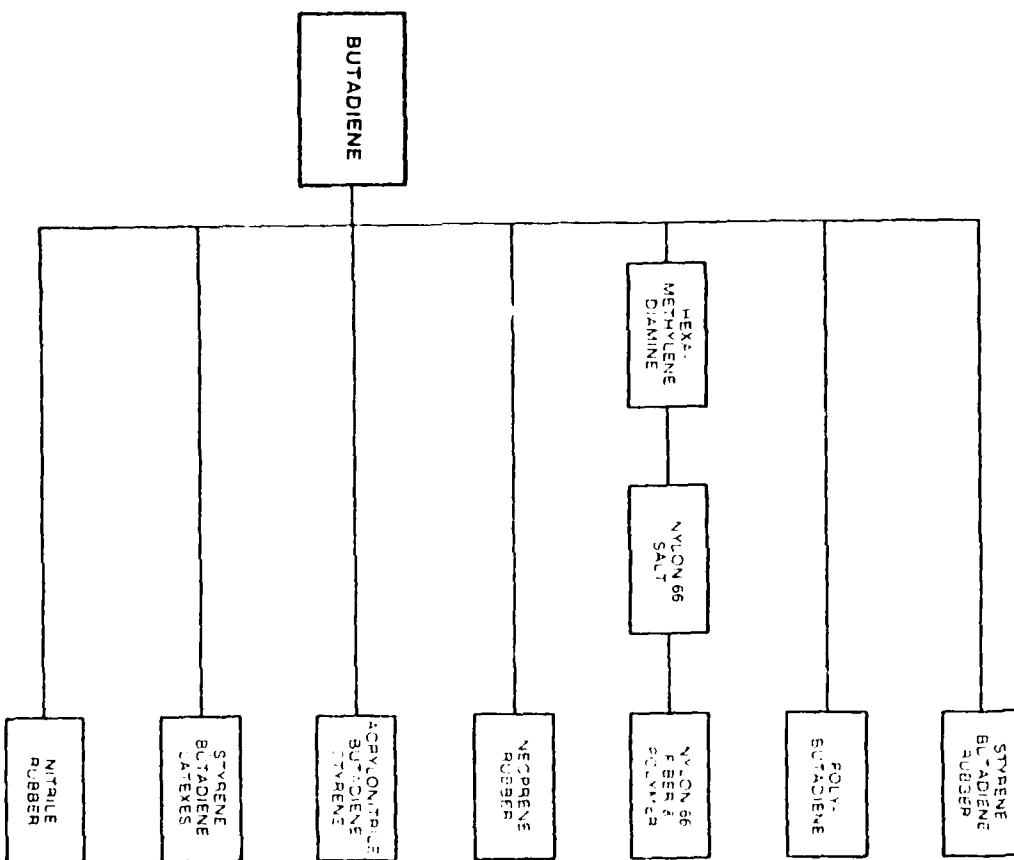 BUTADIENE
HEXA-
METHYLENE
DIAMINE
NYLON 66
SALT
STYRENE
BUTADIENE
RUBBER
POLY-
BUTADIENE
NYLON 66
FIBER &
POLYMER
NEOPRENE
RUBBER
ACRYLONITRILE
BUTADIENE
STYRENE
STYRENE
BUTADIENE
LATEXES
NITRILE
RUBBER